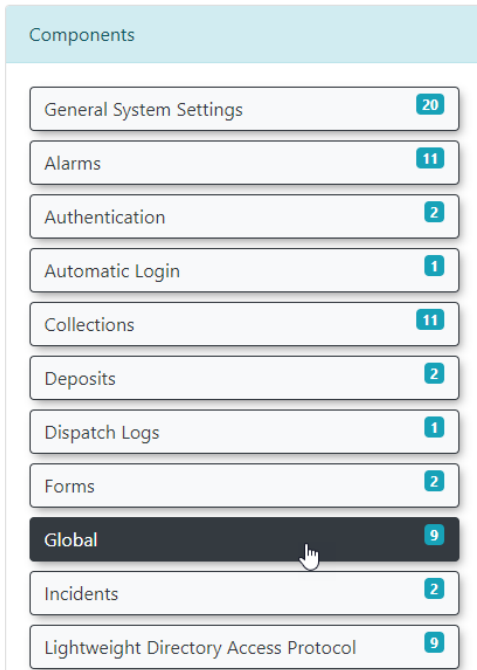 Components
General System Settings 20
Alarms 11
Authentication 2
Automatic Login 1
Collections 11
Deposits 2
Dispatch Logs 1
Forms 2
Global 9
Incidents 2
Lightweight Directory Access Protocol 9